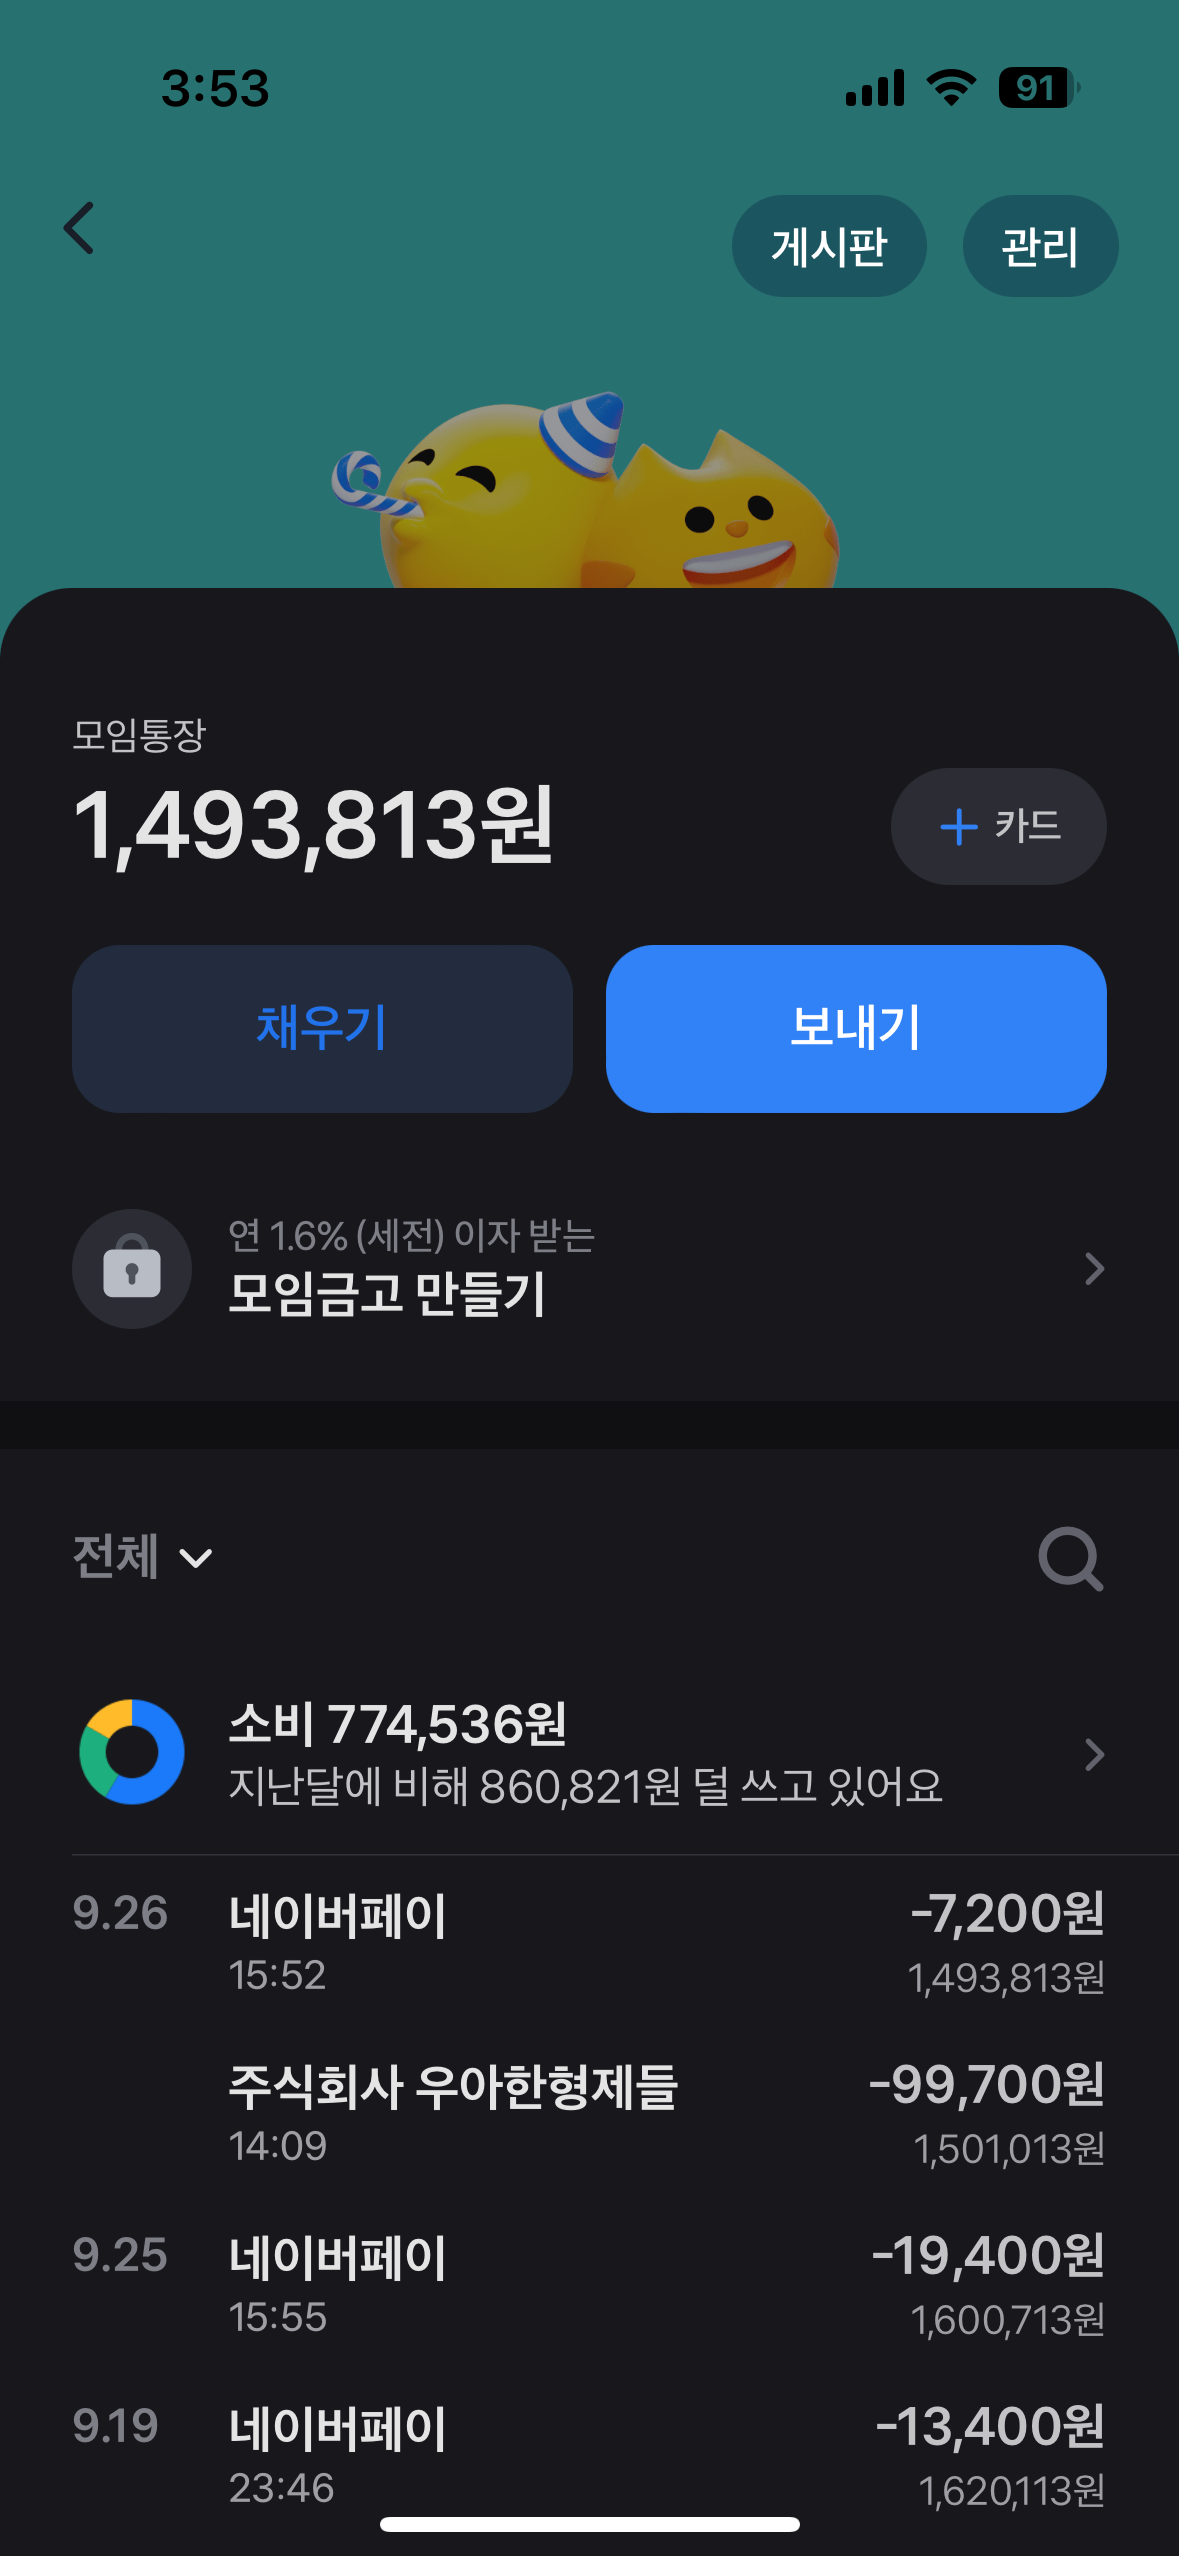 3:53
91
게시판
관리
모임통장
1,493,813원
카드
채우기
보내기
연 1.6% (세전) 이자 받는
모임금고 만들기
전체
소비 774,536원
지난달에 비해 860,821원 덜 쓰고 있어요
9.26 네이버페이 -7,200원
15:52 1,493,813원
주식회사 우아한형제들 -99,700원
14:09 1,501,013원
9.25 네이버페이 -19,400원
15:55 1,600,713원
9.19 네이버페이 -13,400원
23:46 1,620,113원